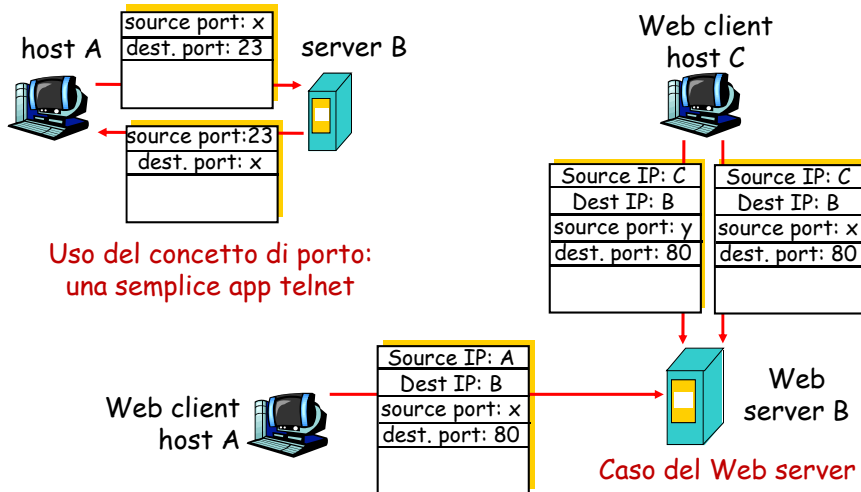 host A
source port: x
dest. port: 23
server B
source port:23
dest. port: x
Uso del concetto di porto:
una semplice app telnet
Web client
host C
Source IP: C
Dest IP: B
source port: y
dest. port: 80
Source IP: C
Dest IP: B
source port: x
dest. port: 80
Web client
host A
Source IP: A
Dest IP: B
source port: x
dest. port: 80
Web
server B
Caso del Web server